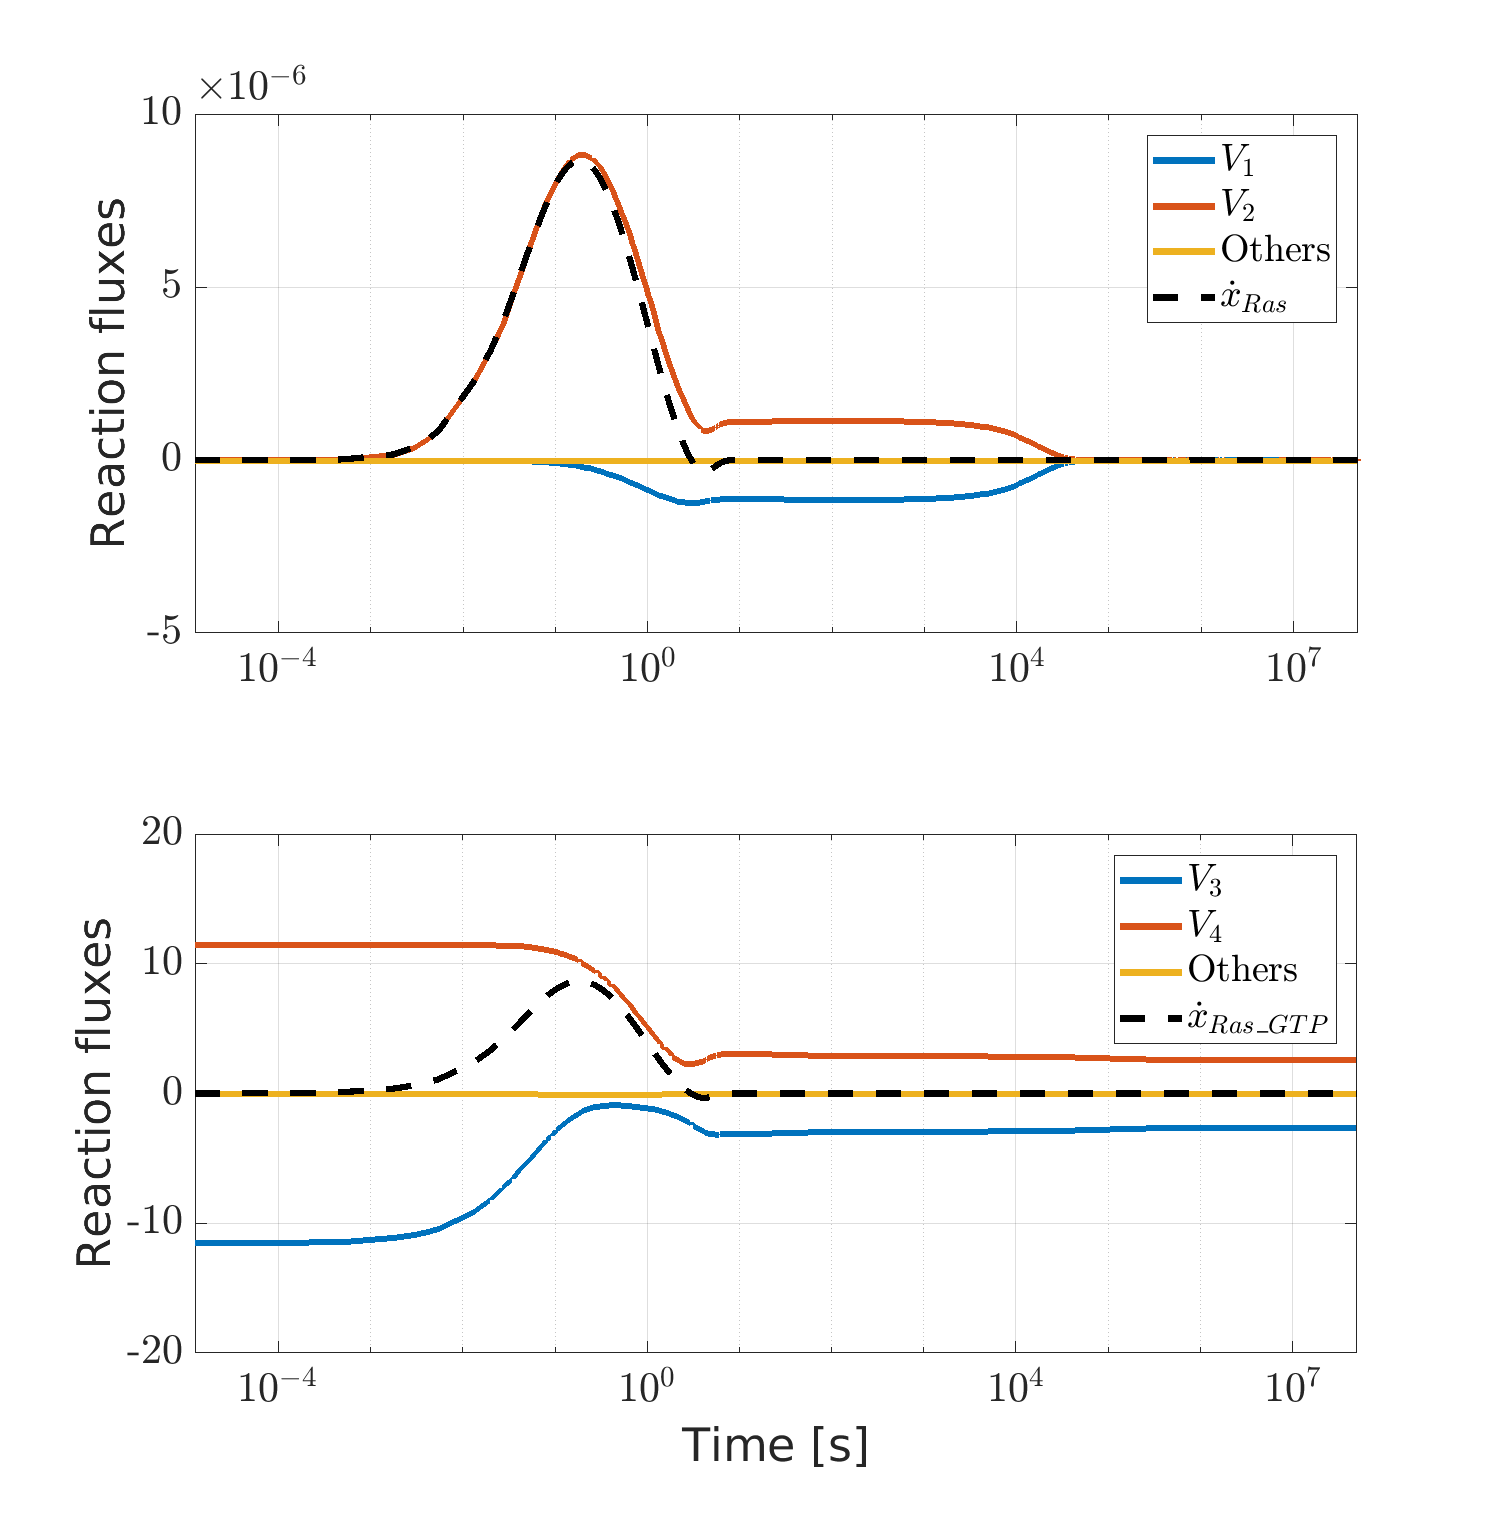 ×10⁻⁶
10
5
0
-5
Reaction fluxes
V₁
V₂
Others
ẋ_Ras
10⁻⁴
10⁰
10⁴
10⁷
20
10
0
-10
-20
Reaction fluxes
V₃
V₄
Others
ẋ_Ras_GTP
10⁻⁴
10⁰
10⁴
10⁷
Time [s]